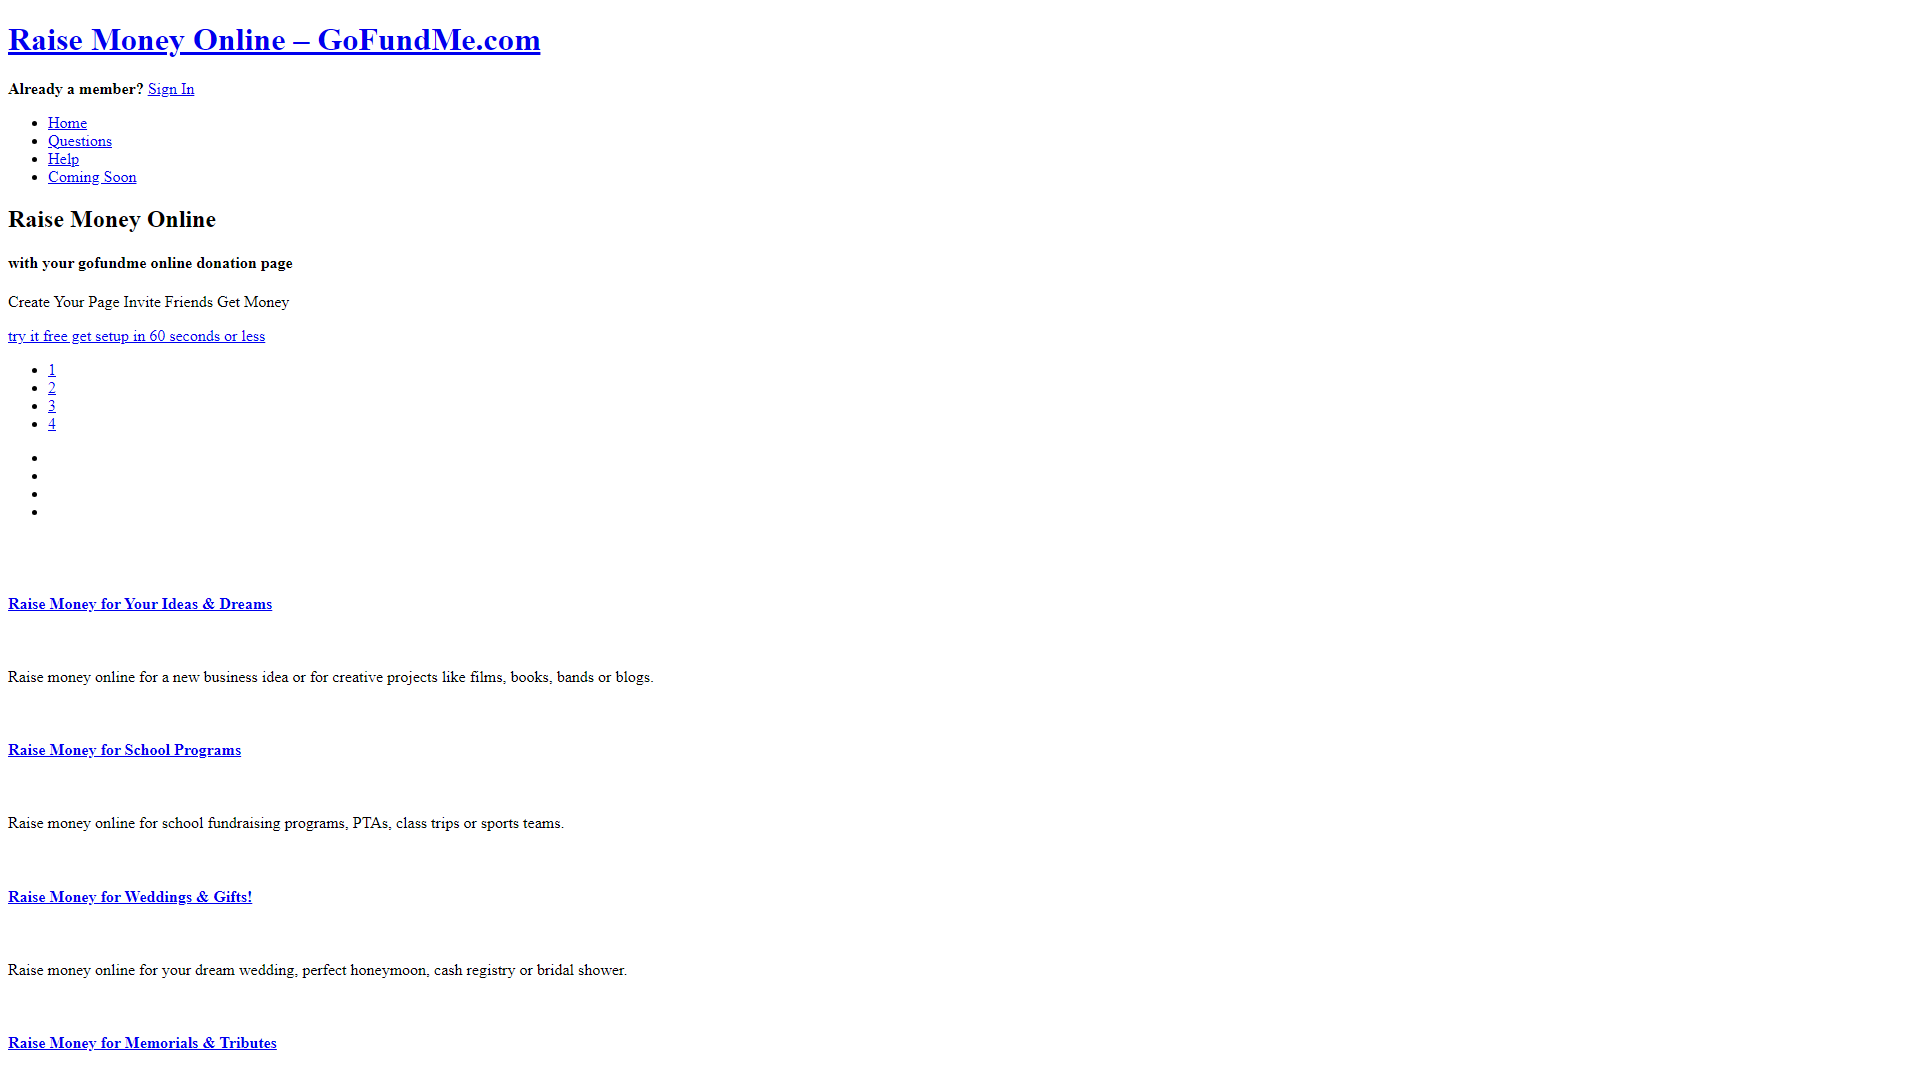 Raise Money Online – GoFundMe.com
Already a member? Sign In
Home
Questions
Help
Coming Soon
Raise Money Online
with your gofundme online donation page
Create Your Page Invite Friends Get Money
try it free get setup in 60 seconds or less
1
2
3
4
Raise Money for Your Ideas & Dreams
Raise money online for a new business idea or for creative projects like films, books, bands or blogs.
Raise Money for School Programs
Raise money online for school fundraising programs, PTAs, class trips or sports teams.
Raise Money for Weddings & Gifts!
Raise money online for your dream wedding, perfect honeymoon, cash registry or bridal shower.
Raise Money for Memorials & Tributes